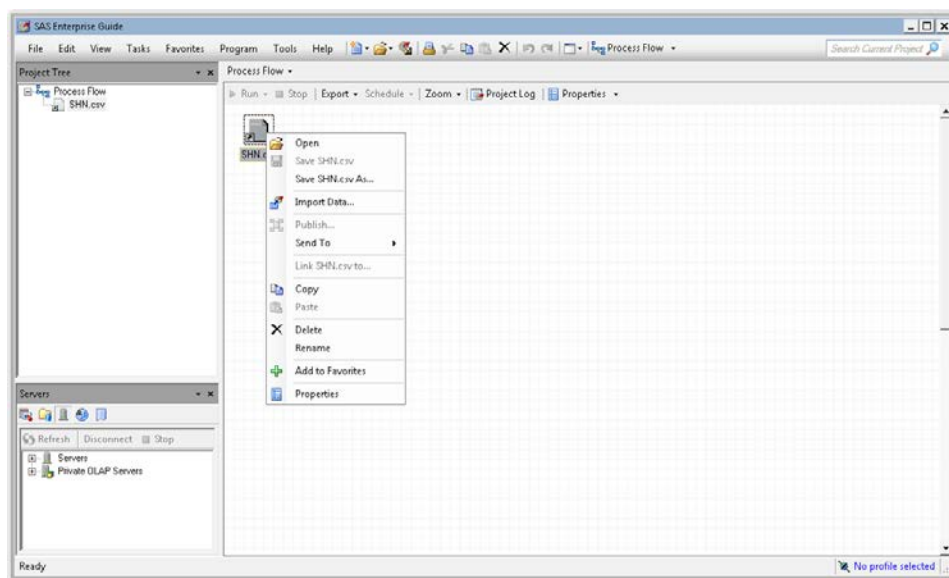 SAS Enterprise Guide
File Edit View Tasks Favorites Program Tools Help Process Flow Search Current Project
Project Tree
Process Flow
SHN.csv
Process Flow
Run Stop Export Schedule Zoom Project Log Properties
SHN.c
Open
Save SHN.csv
Save SHN.csv As...
Import Data...
Publish...
Send To
Link SHN.csv to...
Copy
Paste
Delete
Rename
Add to Favorites
Properties
Servers
Refresh Disconnect Stop
Servers
Private OLAP Servers
Ready No profile selected